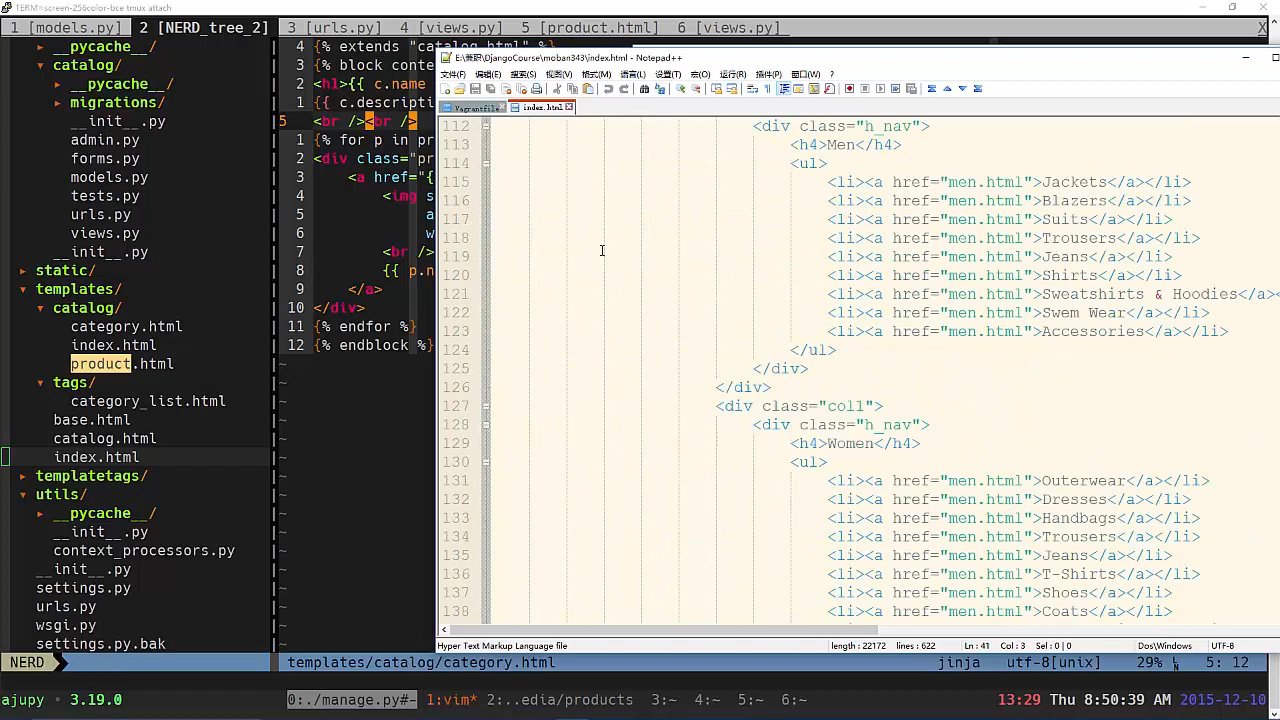 TERM=screen-256color-bce tmux attach
1 [models.py] 2 [NERD_tree_2] 3 [urls.py] 4 [views.py] 5 [product.html] 6 [views.py] X
__pycache__/
catalog/
__pycache__/
migrations/
__init__.py
admin.py
forms.py
models.py
tests.py
urls.py
views.py
__init__.py
static/
templates/
catalog/
category.html
index.html
product.html
tags/
category_list.html
base.html
catalog.html
index.html
templatetags/
utils/
__pycache__/
__init__.py
context_processors.py
__init__.py
settings.py
urls.py
wsgi.py
settings.py.bak
4 {% extends "catalog.html" %}
3 {% block conte
2 <h1>{{ c.name
1 {{ c.descripti
5 <br /><br />
1 {% for p in pr
2 <div class="pr
3 <a href="{
4 <img s
5 a
6 w
7 <br />
8 {{ p.n
9 </a>
10 </div>
11 {% endfor %}
12 {% endblock %}
E:\兼职\DjangoCourse\moban343\index.html - Notepad++
文件(F) 编辑(E) 搜索(S) 视图(V) 格式(M) 语言(L) 设置(T) 宏(O) 运行(R) 插件(P) 窗口(W) ?
Vagrantfile index.html
112 <div class="h_nav">
113 <h4>Men</h4>
114 <ul>
115 <li><a href="men.html">Jackets</a></li>
116 <li><a href="men.html">Blazers</a></li>
117 <li><a href="men.html">Suits</a></li>
118 <li><a href="men.html">Trousers</a></li>
119 <li><a href="men.html">Jeans</a></li>
120 <li><a href="men.html">Shirts</a></li>
121 <li><a href="men.html">Sweatshirt & Hoodies</a>
122 <li><a href="men.html">Swem Wear</a></li>
123 <li><a href="men.html">Accessories</a></li>
124 </ul>
125 </div>
126 </div>
127 <div class="col1">
128 <div class="h_nav">
129 <h4>Women</h4>
130 <ul>
131 <li><a href="men.html">Outerwear</a></li>
132 <li><a href="men.html">Dresses</a></li>
133 <li><a href="men.html">Handbags</a></li>
134 <li><a href="men.html">Trousers</a></li>
135 <li><a href="men.html">Jeans</a></li>
136 <li><a href="men.html">T-Shirts</a></li>
137 <li><a href="men.html">Shoes</a></li>
138 <li><a href="men.html">Coats</a></li>
Hyper Text Markup Language file length : 22172 lines : 622 Ln : 41 Col : 3 Sel : 0 | 0 Dos\Windows UTF-8
NERD templates/catalog/category.html jinja utf-8[unix] 29% 5: 12
ajupy 3.19.0 0:./manage.py#- 1:vim* 2:..edia/products 3:~ 4:~ 5:~ 6:~ 13:29 Thu 8:50:39 AM 2015-12-10